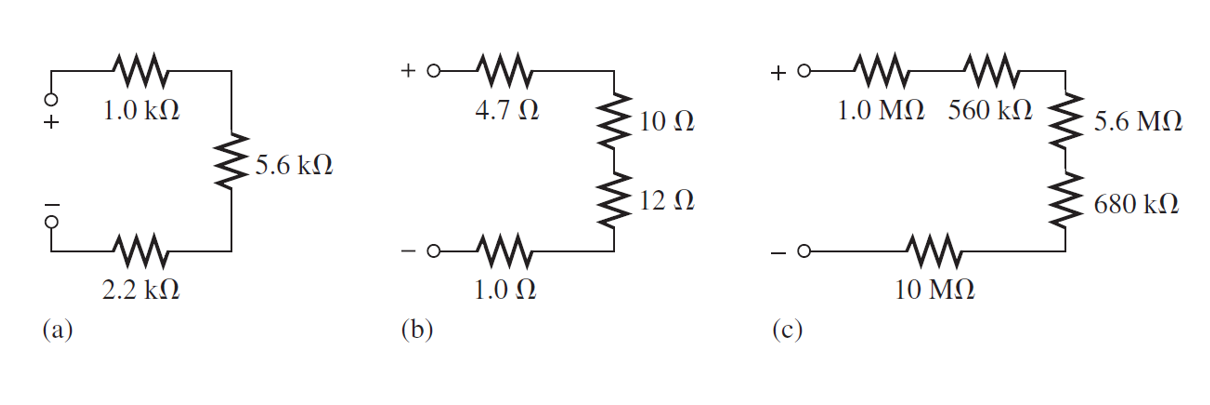 +
1.0 kΩ
5.6 kΩ
–
2.2 kΩ
(a)
+
4.7 Ω
10 Ω
12 Ω
–
1.0 Ω
(b)
+
1.0 MΩ 560 kΩ
5.6 MΩ
680 kΩ
–
10 MΩ
(c)